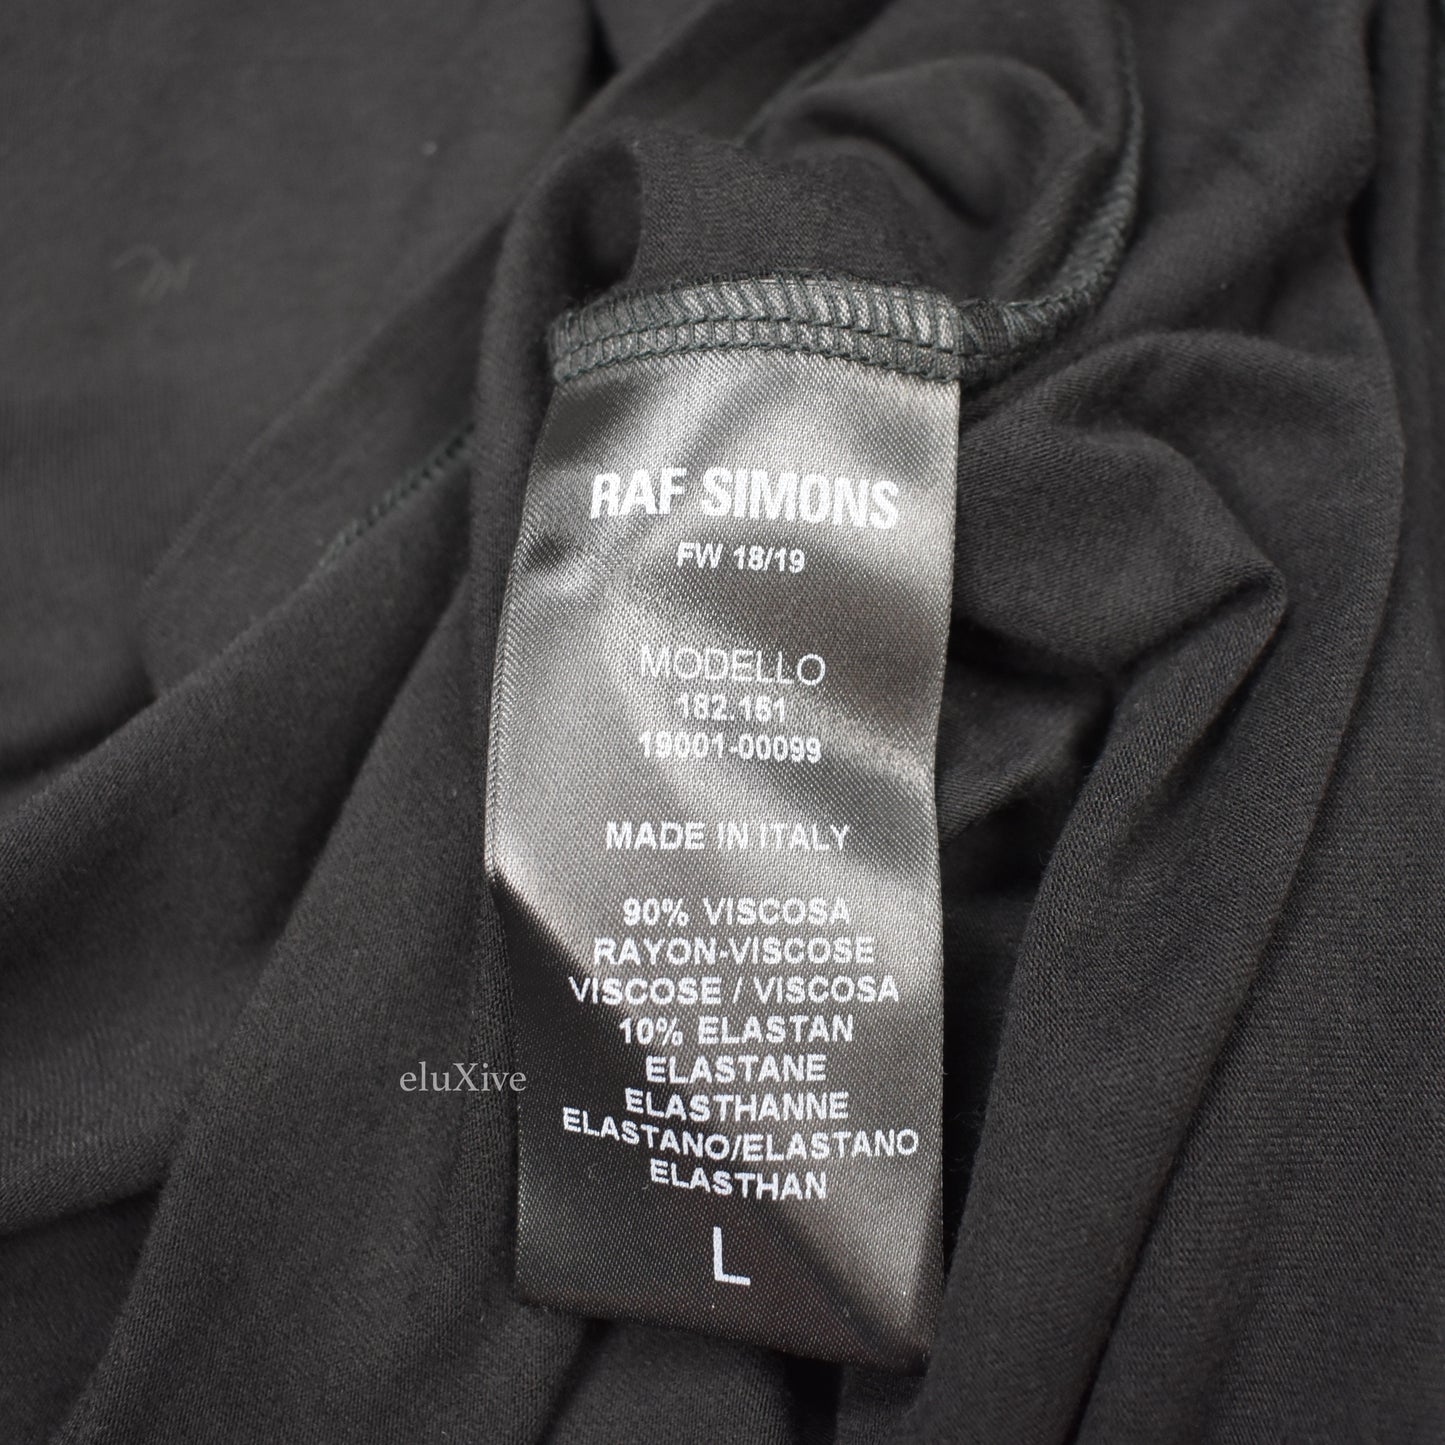 RAF SIMONS
FW 18/19
MODELLO
182.161
19001-00099
MADE IN ITALY
90% VISCOSA
RAYON-VISCOSE
VISCOSE / VISCOSA
10% ELASTAN
ELASTANE
ELASTHANNE
ELASTANO/ELASTANO
ELASTHAN
L
eluXive